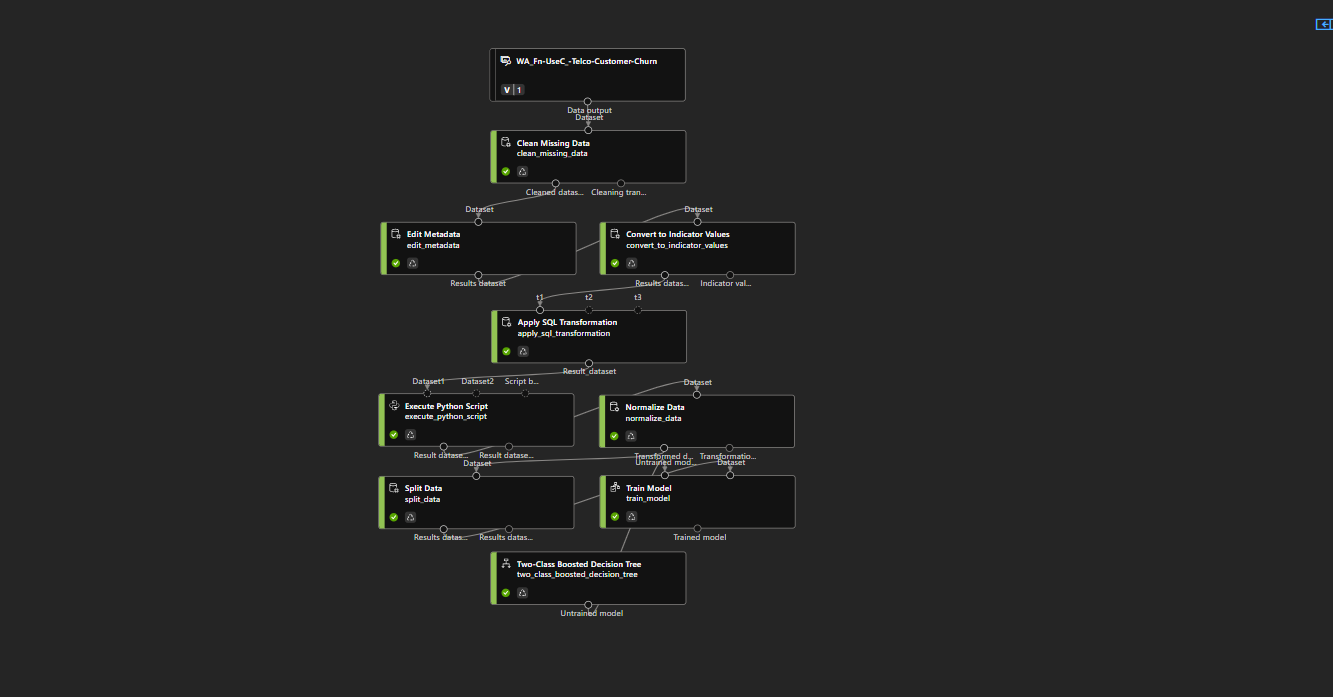 WA_Fn-UseC_-Telco-Customer-Churn
V 1
Data output
Dataset
Clean Missing Data
clean_missing_data
Cleaned datas... Cleaning tran...
Dataset Dataset
Edit Metadata
edit_metadata
Convert to Indicator Values
convert_to_indicator_values
Results dataset
Results datas... Indicator val...
t1 t2 t3
Apply SQL Transformation
apply_sql_transformation
Result_dataset
Dataset1 Dataset2 Script b...
Dataset
Execute Python Script
execute_python_script
Normalize Data
normalize_data
Result datase... Result datase...
Transformed d... Transformatio...
Dataset
Untrained mod... Dataset
Split Data
split_data
Train Model
train_model
Results datas... Results datas...
Trained model
Two-Class Boosted Decision Tree
two_class_boosted_decision_tree
Untrained model